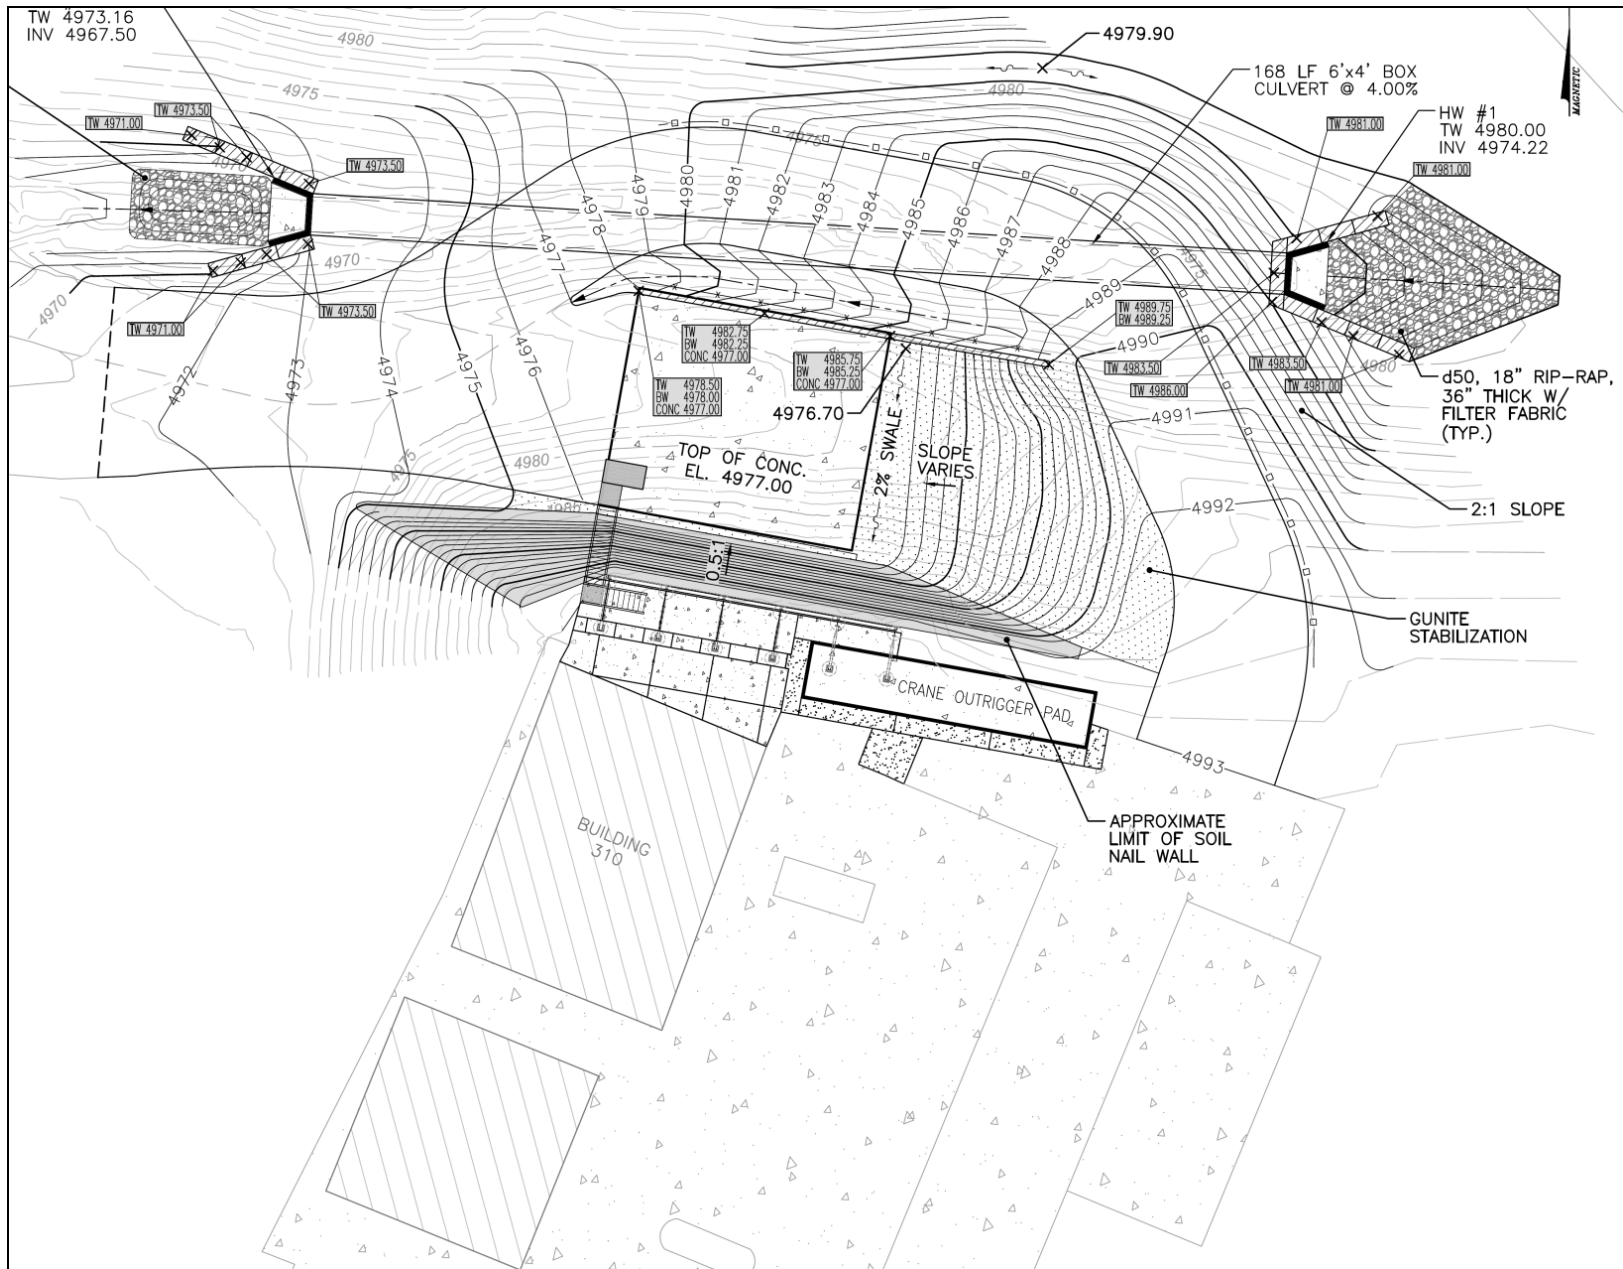 TW 4973.16
INV 4967.50
4980
4979.90
168 LF 6'x4' BOX
CULVERT @ 4.00%
MAGNETIC
HW #1
TW 4980.00
INV 4974.22
4975
4980
TW 4973.50
TW 4971.00
TW 4981.00
4975
4970
TW 4973.50
TW 4981.00
4977
4978
4979
4980
4981
4982
4983
4984
4985
4986
4987
4988
4989
4975
4970
4970
TW 4971.00
TW 4973.50
TW 4989.75
BW 4989.25
TW 4982.75
BW 4982.25
CONC 4977.00
TW 4985.75
BW 4985.25
CONC 4977.00
TW 4978.50
BW 4978.00
CONC 4977.00
4990
TW 4983.50
TW 4986.00
TW 4983.50
TW 4981.00
4980
d50, 18" RIP-RAP,
36" THICK W/
FILTER FABRIC
(TYP.)
4972
4973
4974
4975
4976
4976.70
4991
2% SWALE
SLOPE
VARIES
TOP OF CONC.
EL. 4977.00
4975
4980
4985
4992
2:1 SLOPE
0.5:1
GUNITE
STABILIZATION
CRANE OUTRIGGER PAD
4993
APPROXIMATE
LIMIT OF SOIL
NAIL WALL
BUILDING
310